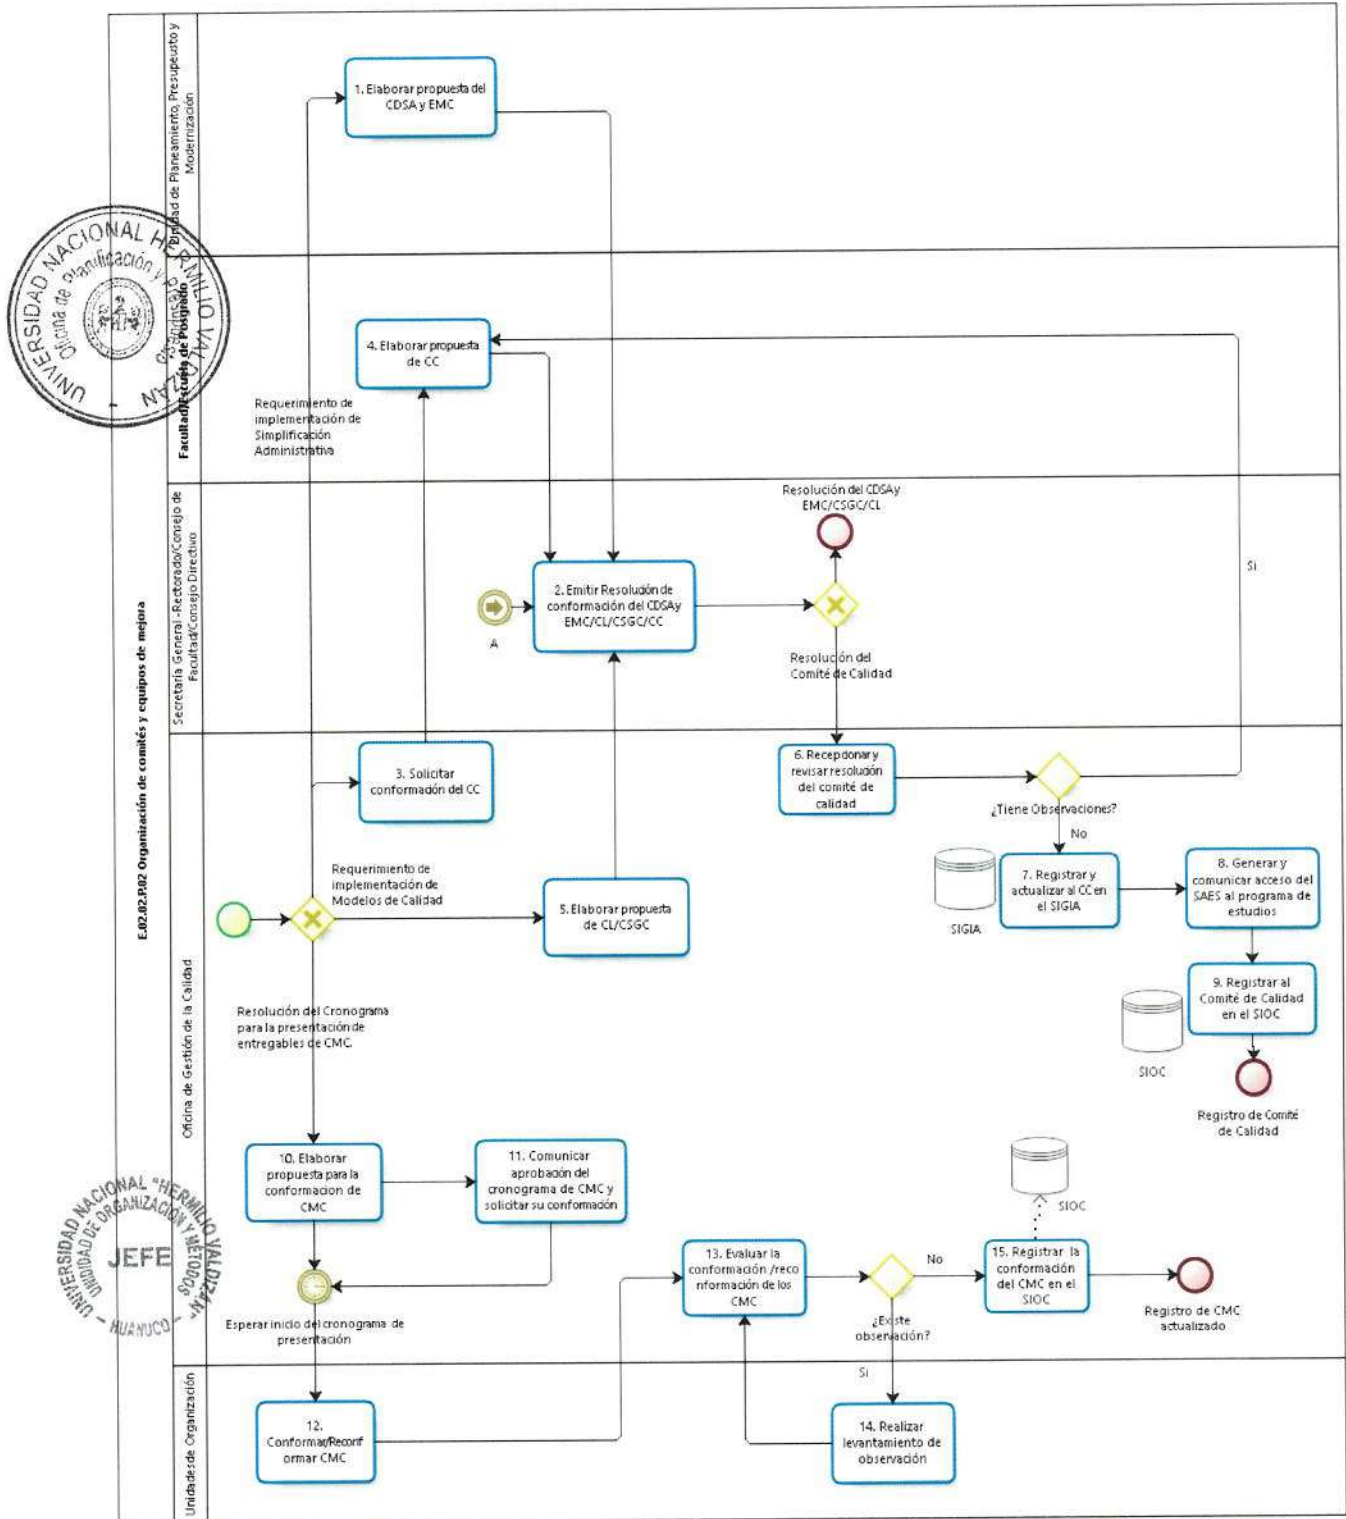 E.02.02.P.02 Organización de comités y equipos de mejora
Unidad de Planeamiento, Presupeusto y
Modernización
1. Elaborar propuesta del
CDSA y EMC
UNIVERSIDAD NACIONAL HERMILIO VALDIZAN
Oficina de Planificación y Presupuesto
Facultad/Escuela de Posgrado
4. Elaborar propuesta
de CC
Requerimiento de
implementación de
Simplificación
Administrativa
Secretaría General -Rectorado/Consejo de
Facultad/Consejo Directivo
Resolución del CDSAy
EMC/CSGC/CL
A
2. Emitir Resolución de
conformación del CDSAy
EMC/CL/CSGC/CC
Resolución del
Comité de Calidad
Si
Oficina de Gestión de la Calidad
3. Solicitar
conformación del CC
6. Recepcionar y
revisar resolución
del comité de
calidad
¿Tiene Observaciones?
No
Requerimiento de
implementación de
Modelos de Calidad
5. Elaborar propuesta
de CL/CSGC
SIGIA
7. Registrar y
actualizar al CC en
el SIGIA
8. Generar y
comunicar acceso del
SAES al programa de
estudios
9. Registrar al
Comité de Calidad
en el SIOC
SIOC
Registro de Comité
de Calidad
Resolución del Cronograma
para la presentación de
entregables de CMC.
10. Elaborar
propuesta para la
conformacion de
CMC
11. Comunicar
aprobación del
cronograma de CMC y
solicitar su conformación
Esperar inicio del cronograma de
presentación
13. Evaluar la
conformación /reco
nformación de los
CMC
¿Existe
observación?
No
15. Registrar la
conformación
del CMC en el
SIOC
SIOC
Registro de CMC
actualizado
UNIVERSIDAD NACIONAL "HERMILIO VALDIZAN"
UNIDAD DE ORGANIZACIÓN Y METODOS
JEFE
- HUANUCO -
Unidades de Organización
Si
12.
Conformar/Reconf
ormar CMC
14. Realizar
levantamiento de
observación